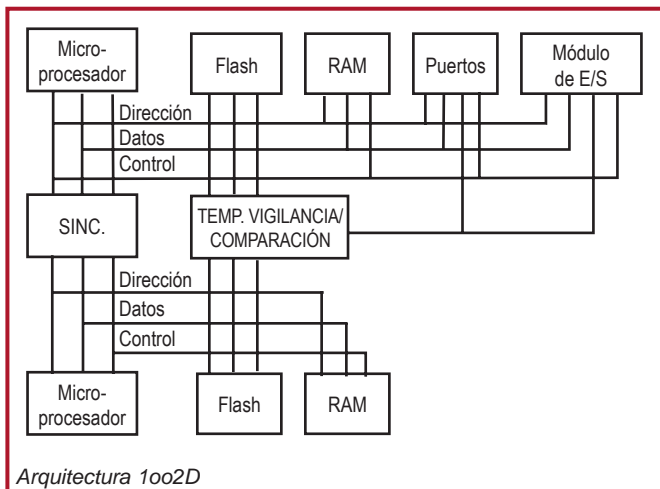 Micro-
procesador
Flash
RAM
Puertos
Módulo
de E/S
Dirección
Datos
Control
SINC.
TEMP. VIGILANCIA/
COMPARACIÓN
Dirección
Datos
Control
Micro-
procesador
Flash
RAM
Arquitectura 1oo2D